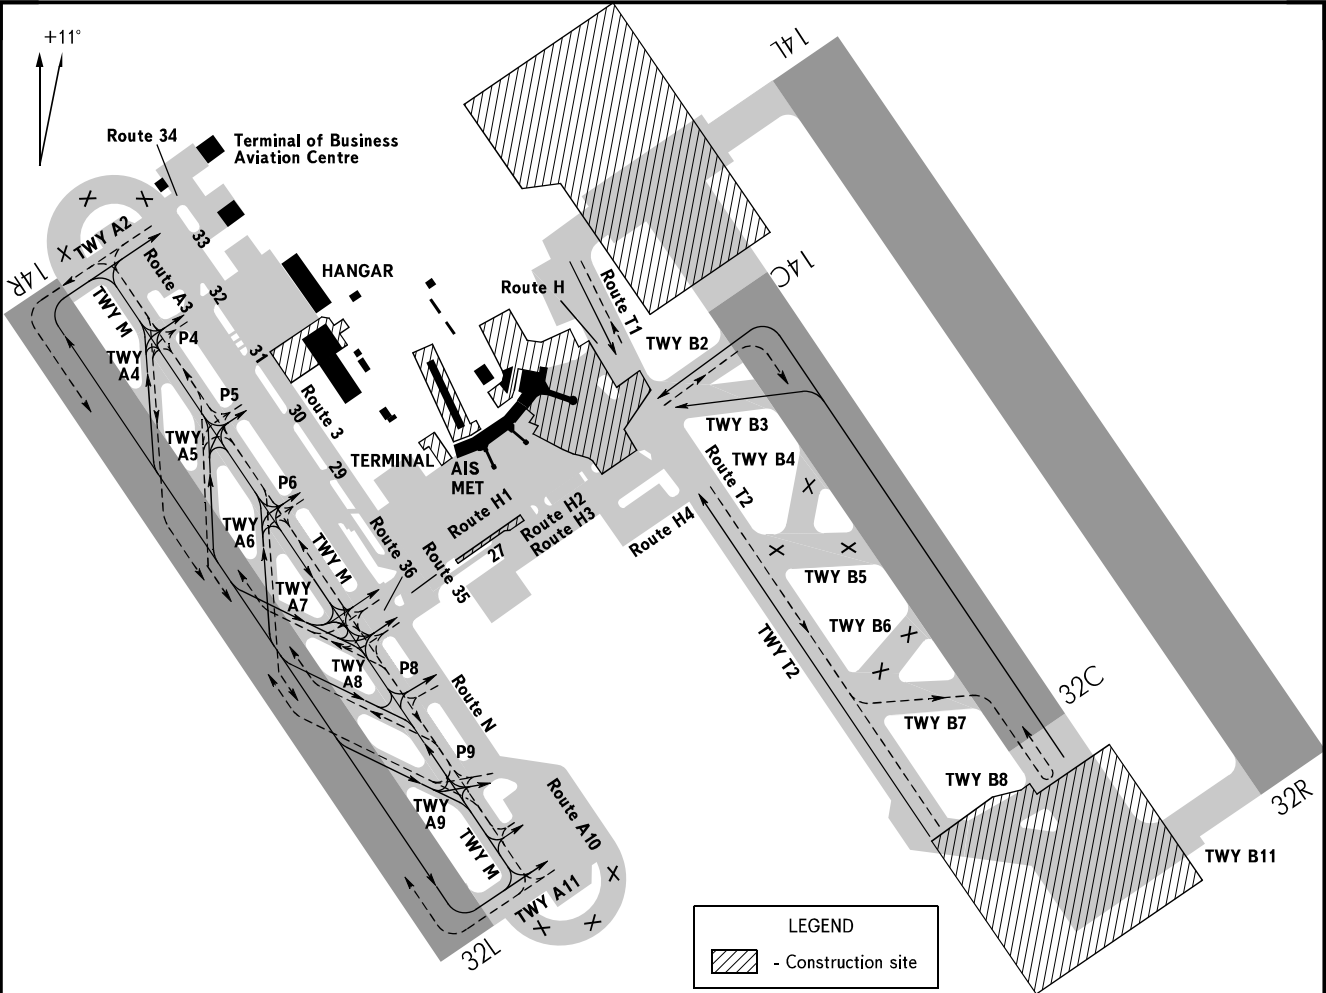 +11°
14L
Route 34
Terminal of Business
Aviation Centre
TWY A2
33
14R
Route A3
HANGAR
14C
32
Route H
Route T1
TWY M
P4
TWY
A4
31
TWY B2
P5
Route 3
30
TWY B3
TWY
A5
TERMINAL
29
AIS
MET
TWY B4
Route T2
P6
Route H1
Route H2
Route H3
Route H4
TWY
A6
TWY M
Route 36
27
Route 35
TWY
A7
TWY B5
TWY B6
TWY T2
TWY
A8
P8
Route N
32C
TWY B7
P9
TWY B8
32R
TWY
A9
Route A10
TWY M
TWY B11
TWY A11
32L
LEGEND
- Construction site